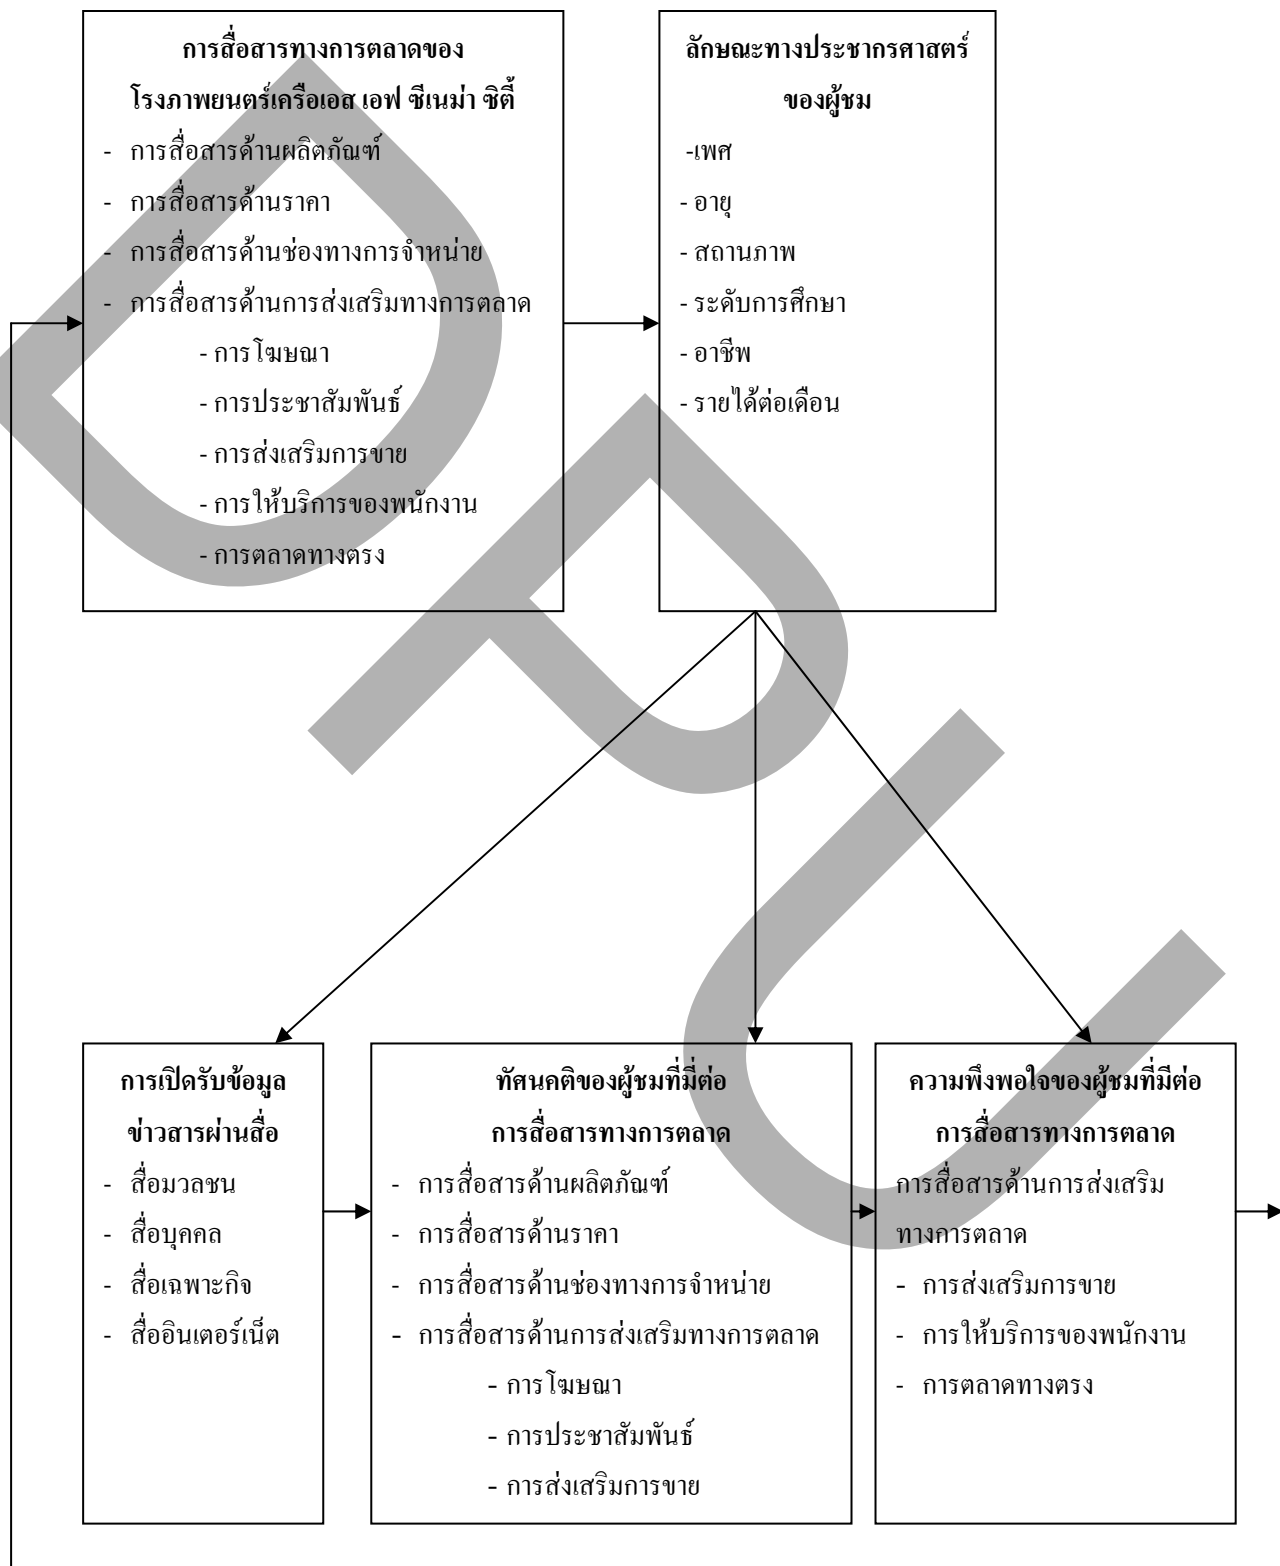 การสื่อสารทางการตลาดของ
โรงภาพยนตร์เครือเอส เอฟ ซีเนม่า ซิตี้
- การสื่อสารด้านผลิตภัณฑ์
- การสื่อสารด้านราคา
- การสื่อสารด้านช่องทางการจำหน่าย
- การสื่อสารด้านการส่งเสริมทางการตลาด
- การโฆษณา
- การประชาสัมพันธ์
- การส่งเสริมการขาย
- การให้บริการของพนักงาน
- การตลาดทางตรง
ลักษณะทางประชากรศาสตร์
ของผู้ชม
-เพศ
- อายุ
- สถานภาพ
- ระดับการศึกษา
- อาชีพ
- รายได้ต่อเดือน
การเปิดรับข้อมูล
ข่าวสารผ่านสื่อ
- สื่อมวลชน
- สื่อบุคคล
- สื่อเฉพาะกิจ
- สื่ออินเตอร์เน็ต
ทัศนคติของผู้ชมที่มีต่อ
การสื่อสารทางการตลาด
- การสื่อสารด้านผลิตภัณฑ์
- การสื่อสารด้านราคา
- การสื่อสารด้านช่องทางการจำหน่าย
- การสื่อสารด้านการส่งเสริมทางการตลาด
- การโฆษณา
- การประชาสัมพันธ์
- การส่งเสริมการขาย
ความพึงพอใจของผู้ชมที่มีต่อ
การสื่อสารทางการตลาด
การสื่อสารด้านการส่งเสริม
ทางการตลาด
- การส่งเสริมการขาย
- การให้บริการของพนักงาน
- การตลาดทางตรง
DPU